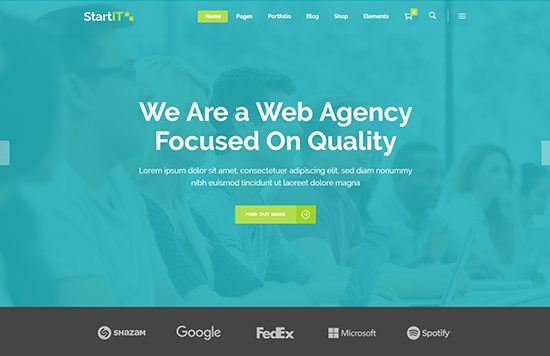 StartIT
Home Pages Portfolio Blog Shop Elements
We Are a Web Agency
Focused On Quality
Lorem ipsum dolor sit amet, consectetuer adipiscing elit, sed diam nonummy
nibh euismod tincidunt ut laoreet dolore magna
FIND OUT MORE
SHAZAM Google FedEx Microsoft Spotify